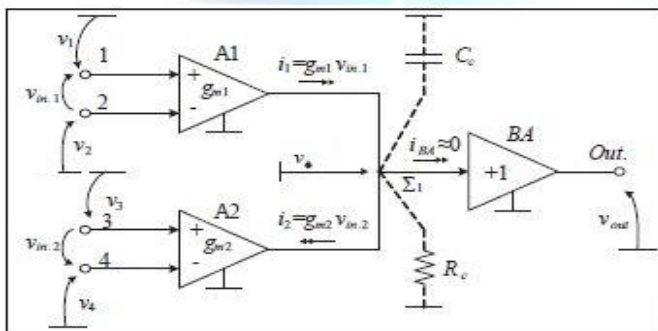 v1
1
A1
i1=gm1 vin.1
Cc
vin.1
+
gm1
-
2
v2
v*
iBA≈0
BA
Out.
+1
Σ1
v3
3
A2
i2=gm2 vin.2
vout
vin.2
+
gm2
-
4
v4
Rc